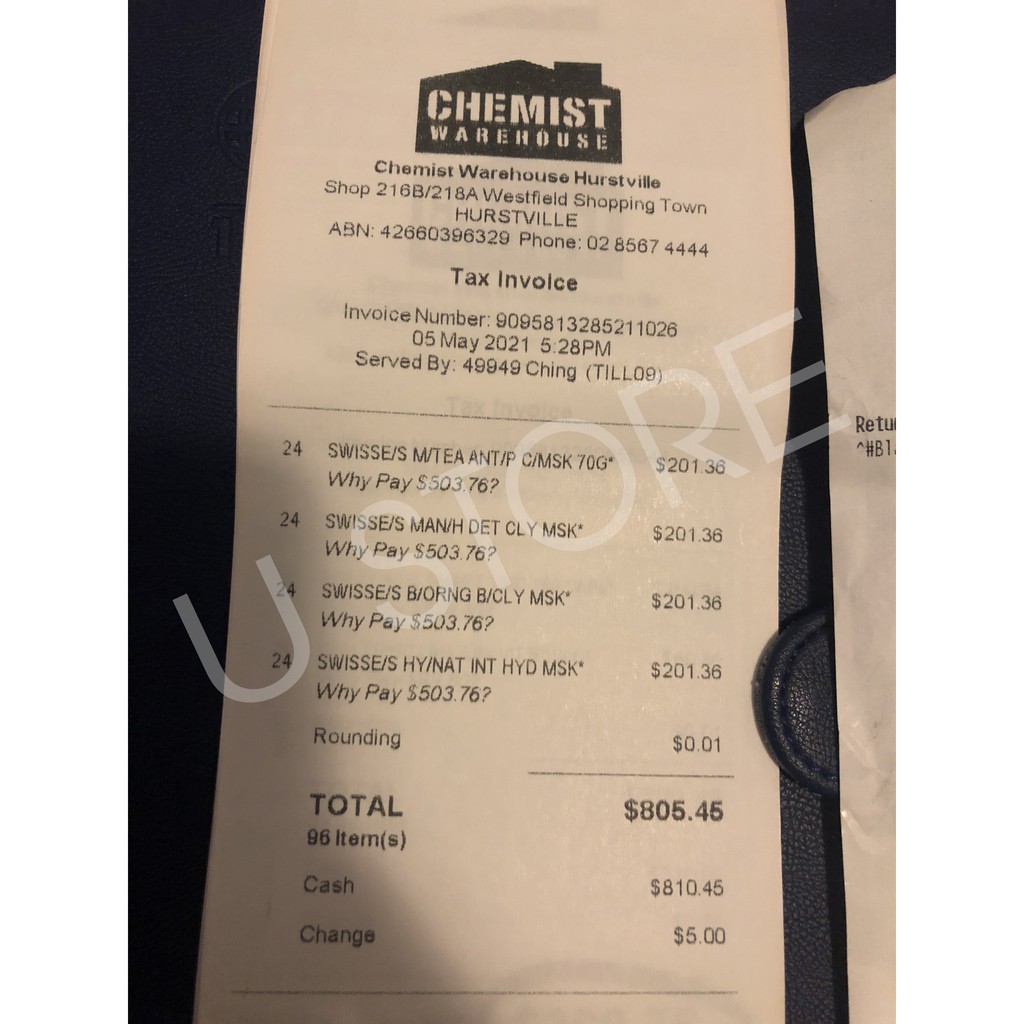 CHEMIST
WAREHOUSE
Chemist Warehouse Hurstville
Shop 216B/218A Westfield Shopping Town
HURSTVILLE
ABN: 42660396329 Phone: 02 8567 4444
Tax Invoice
Invoice Number: 9095813285211026
05 May 2021 5:28PM
Served By: 49949 Ching (TILL09)
24 SWISSE/S M/TEA ANT/P C/MSK 70G* $201.36
Why Pay $503.76?
24 SWISSE/S MAN/H DET CLY MSK* $201.36
Why Pay $503.76?
24 SWISSE/S B/ORNG B/CLY MSK* $201.36
Why Pay $503.76?
24 SWISSE/S HY/NAT INT HYD MSK* $201.36
Why Pay $503.76?
Rounding $0.01
TOTAL $805.45
96 Item(s)
Cash $810.45
Change $5.00
U STORE